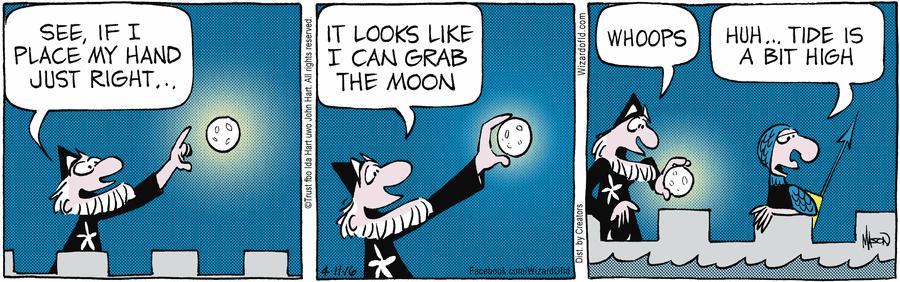 SEE, IF I
PLACE MY HAND
JUST RIGHT...
©Trust fbo Ida Hart uwo John Hart. All rights reserved.
IT LOOKS LIKE
I CAN GRAB
THE MOON
4-11-16
Facebook.com/WizardOfId
Wizardofid.com
Dist. by Creators
WHOOPS
HUH... TIDE IS
A BIT HIGH
MASON